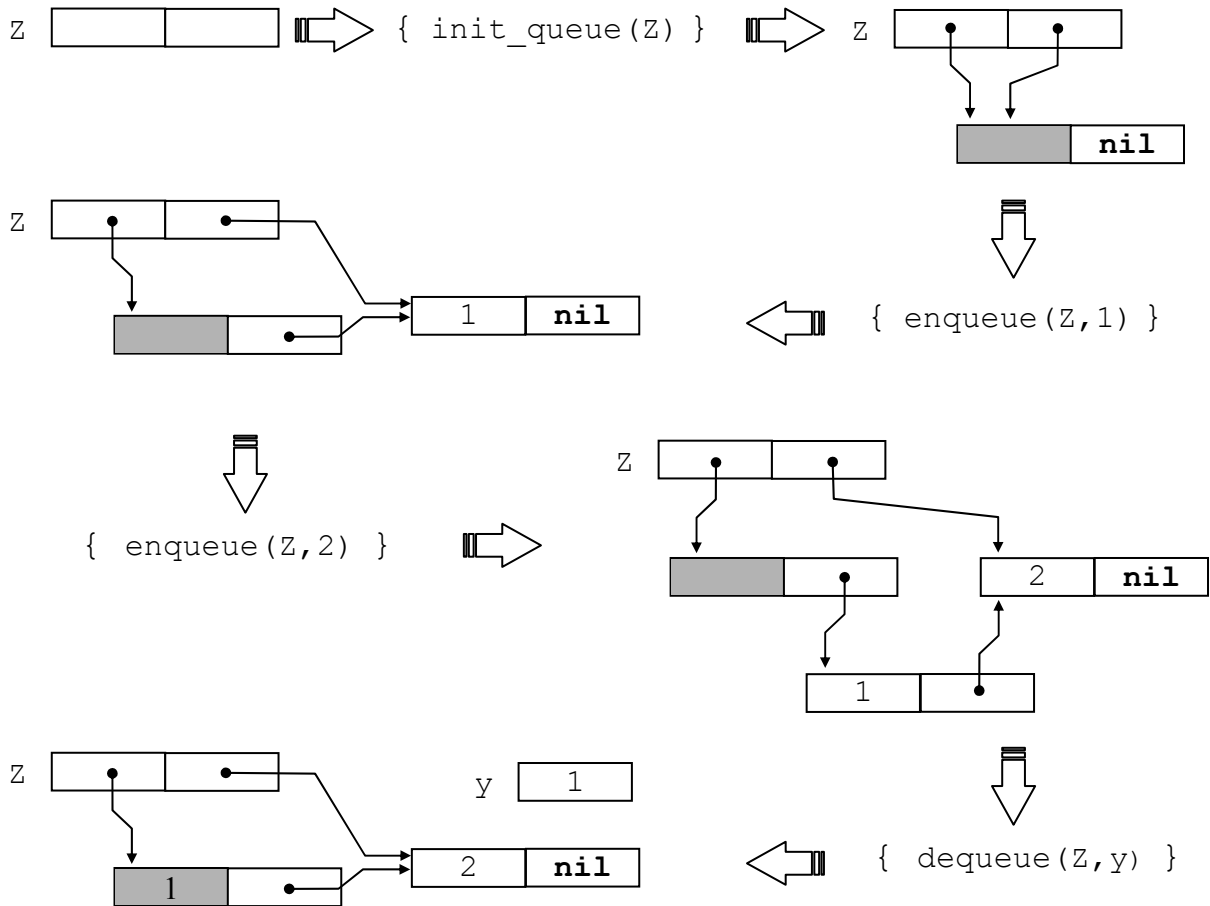 Z { init_queue(Z) } Z
nil
Z
1 nil { enqueue(Z,1) }
Z
{ enqueue(Z,2) }
2 nil
1
Z y 1
1 2 nil { dequeue(Z,y) }